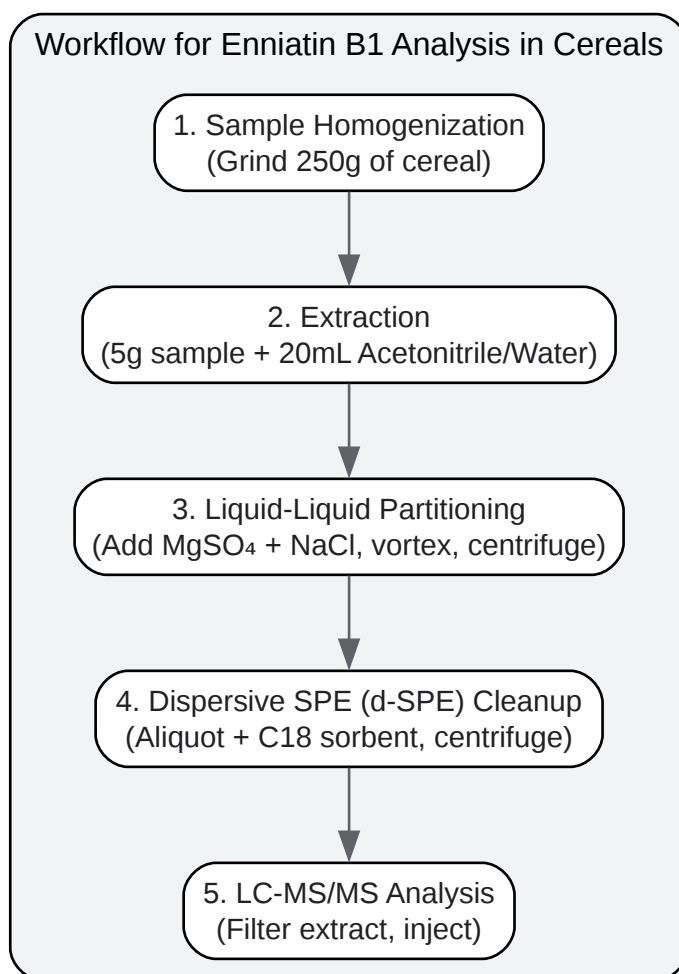 Workflow for Enniatin B1 Analysis in Cereals
1. Sample Homogenization
(Grind 250g of cereal)
2. Extraction
(5g sample + 20mL Acetonitrile/Water)
3. Liquid-Liquid Partitioning
(Add MgSO₄ + NaCl, vortex, centrifuge)
4. Dispersive SPE (d-SPE) Cleanup
(Aliquot + C18 sorbent, centrifuge)
5. LC-MS/MS Analysis
(Filter extract, inject)